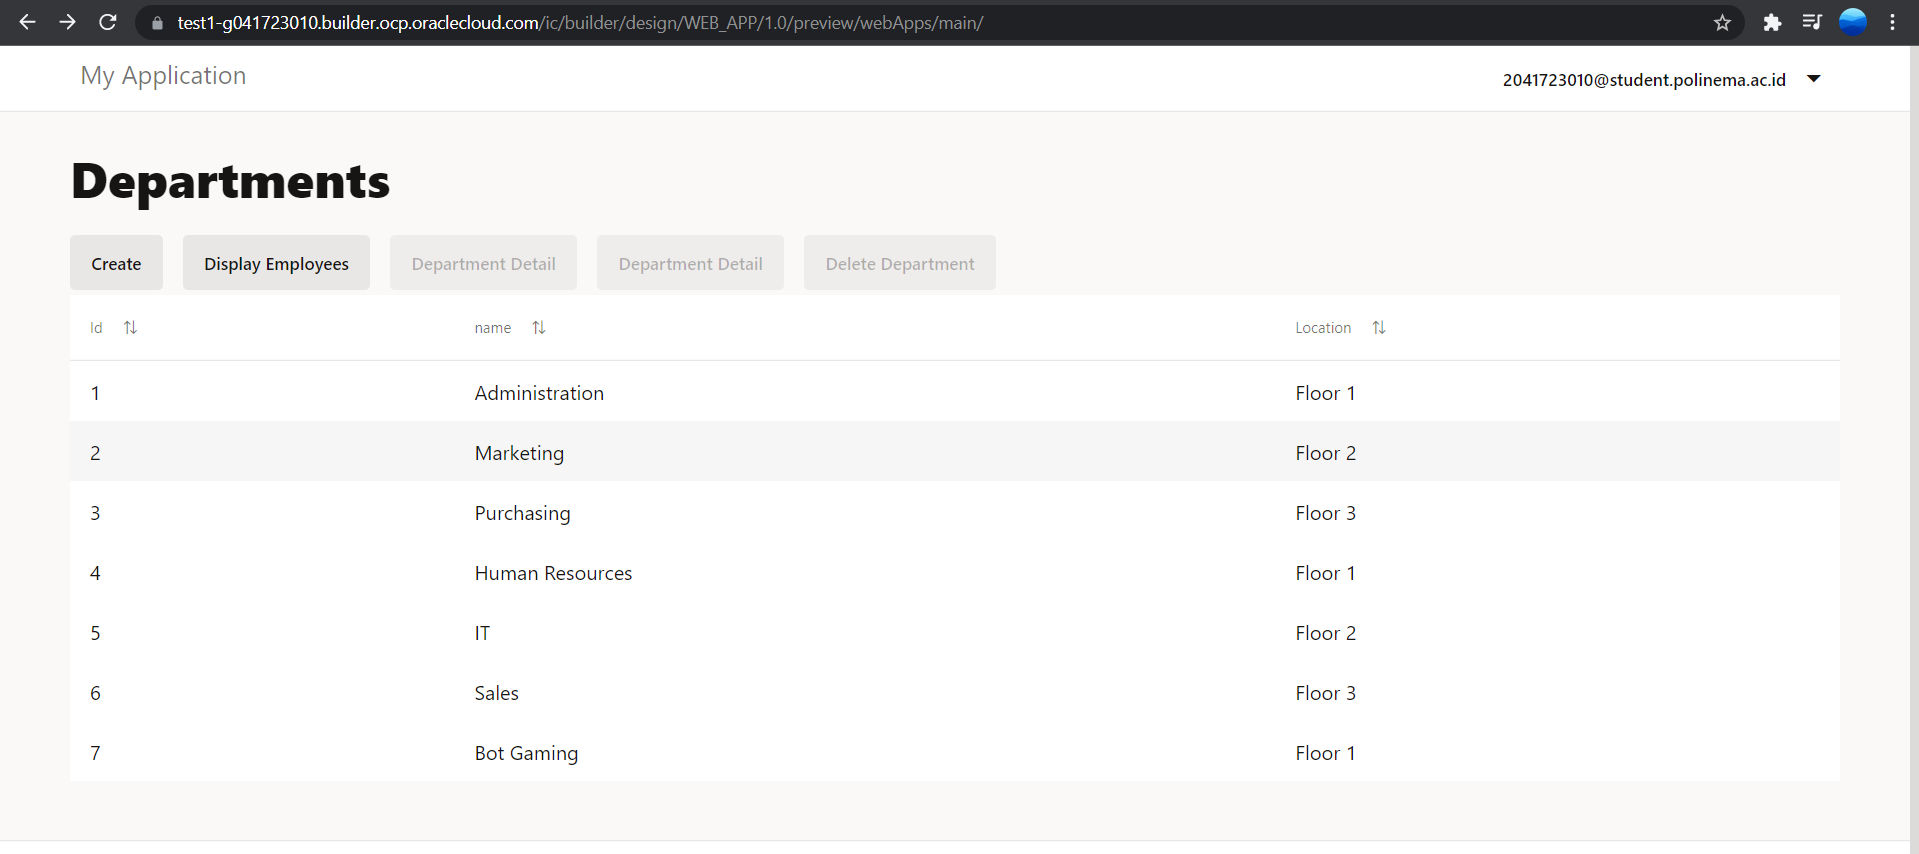 test1-g041723010.builder.ocp.oraclecloud.com/ic/builder/design/WEB_APP/1.0/preview/webApps/main/
My Application
2041723010@student.polinema.ac.id
Departments
Create Display Employees Department Detail Department Detail Delete Department
Id name Location
1 Administration Floor 1
2 Marketing Floor 2
3 Purchasing Floor 3
4 Human Resources Floor 1
5 IT Floor 2
6 Sales Floor 3
7 Bot Gaming Floor 1